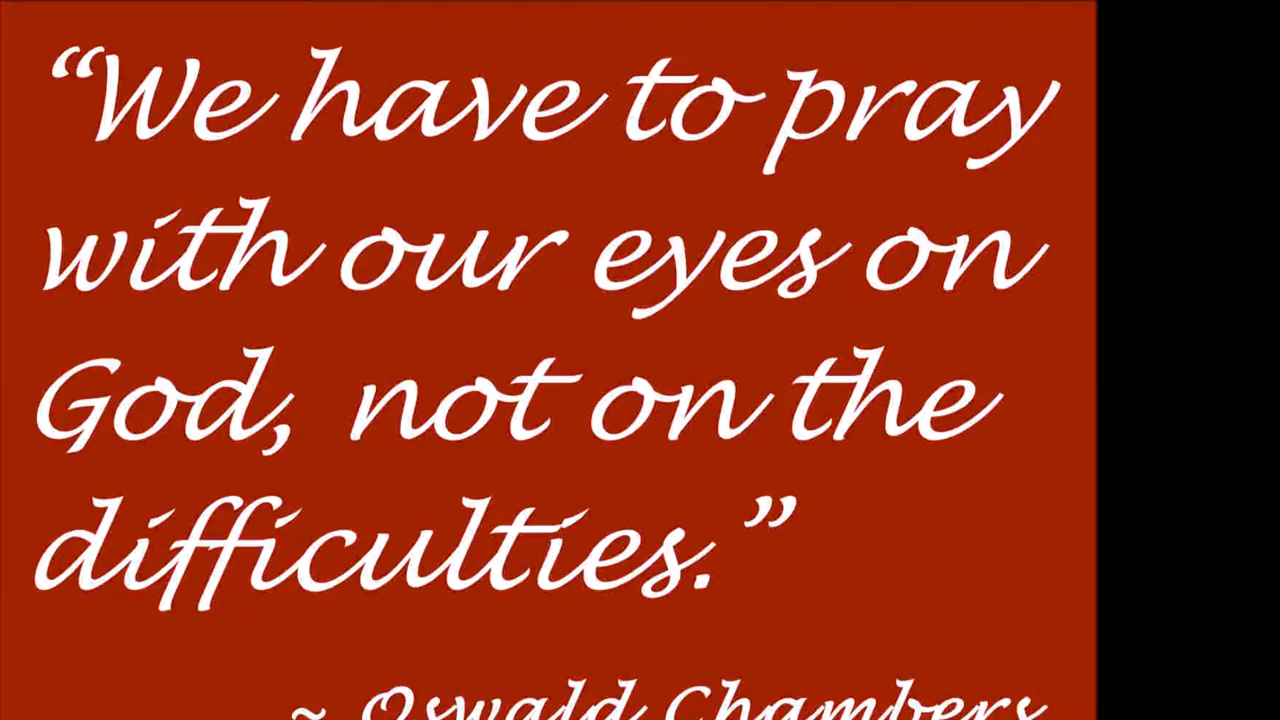 “We have to pray
with our eyes on
God, not on the
difficulties.”
~ Oswald Chambers